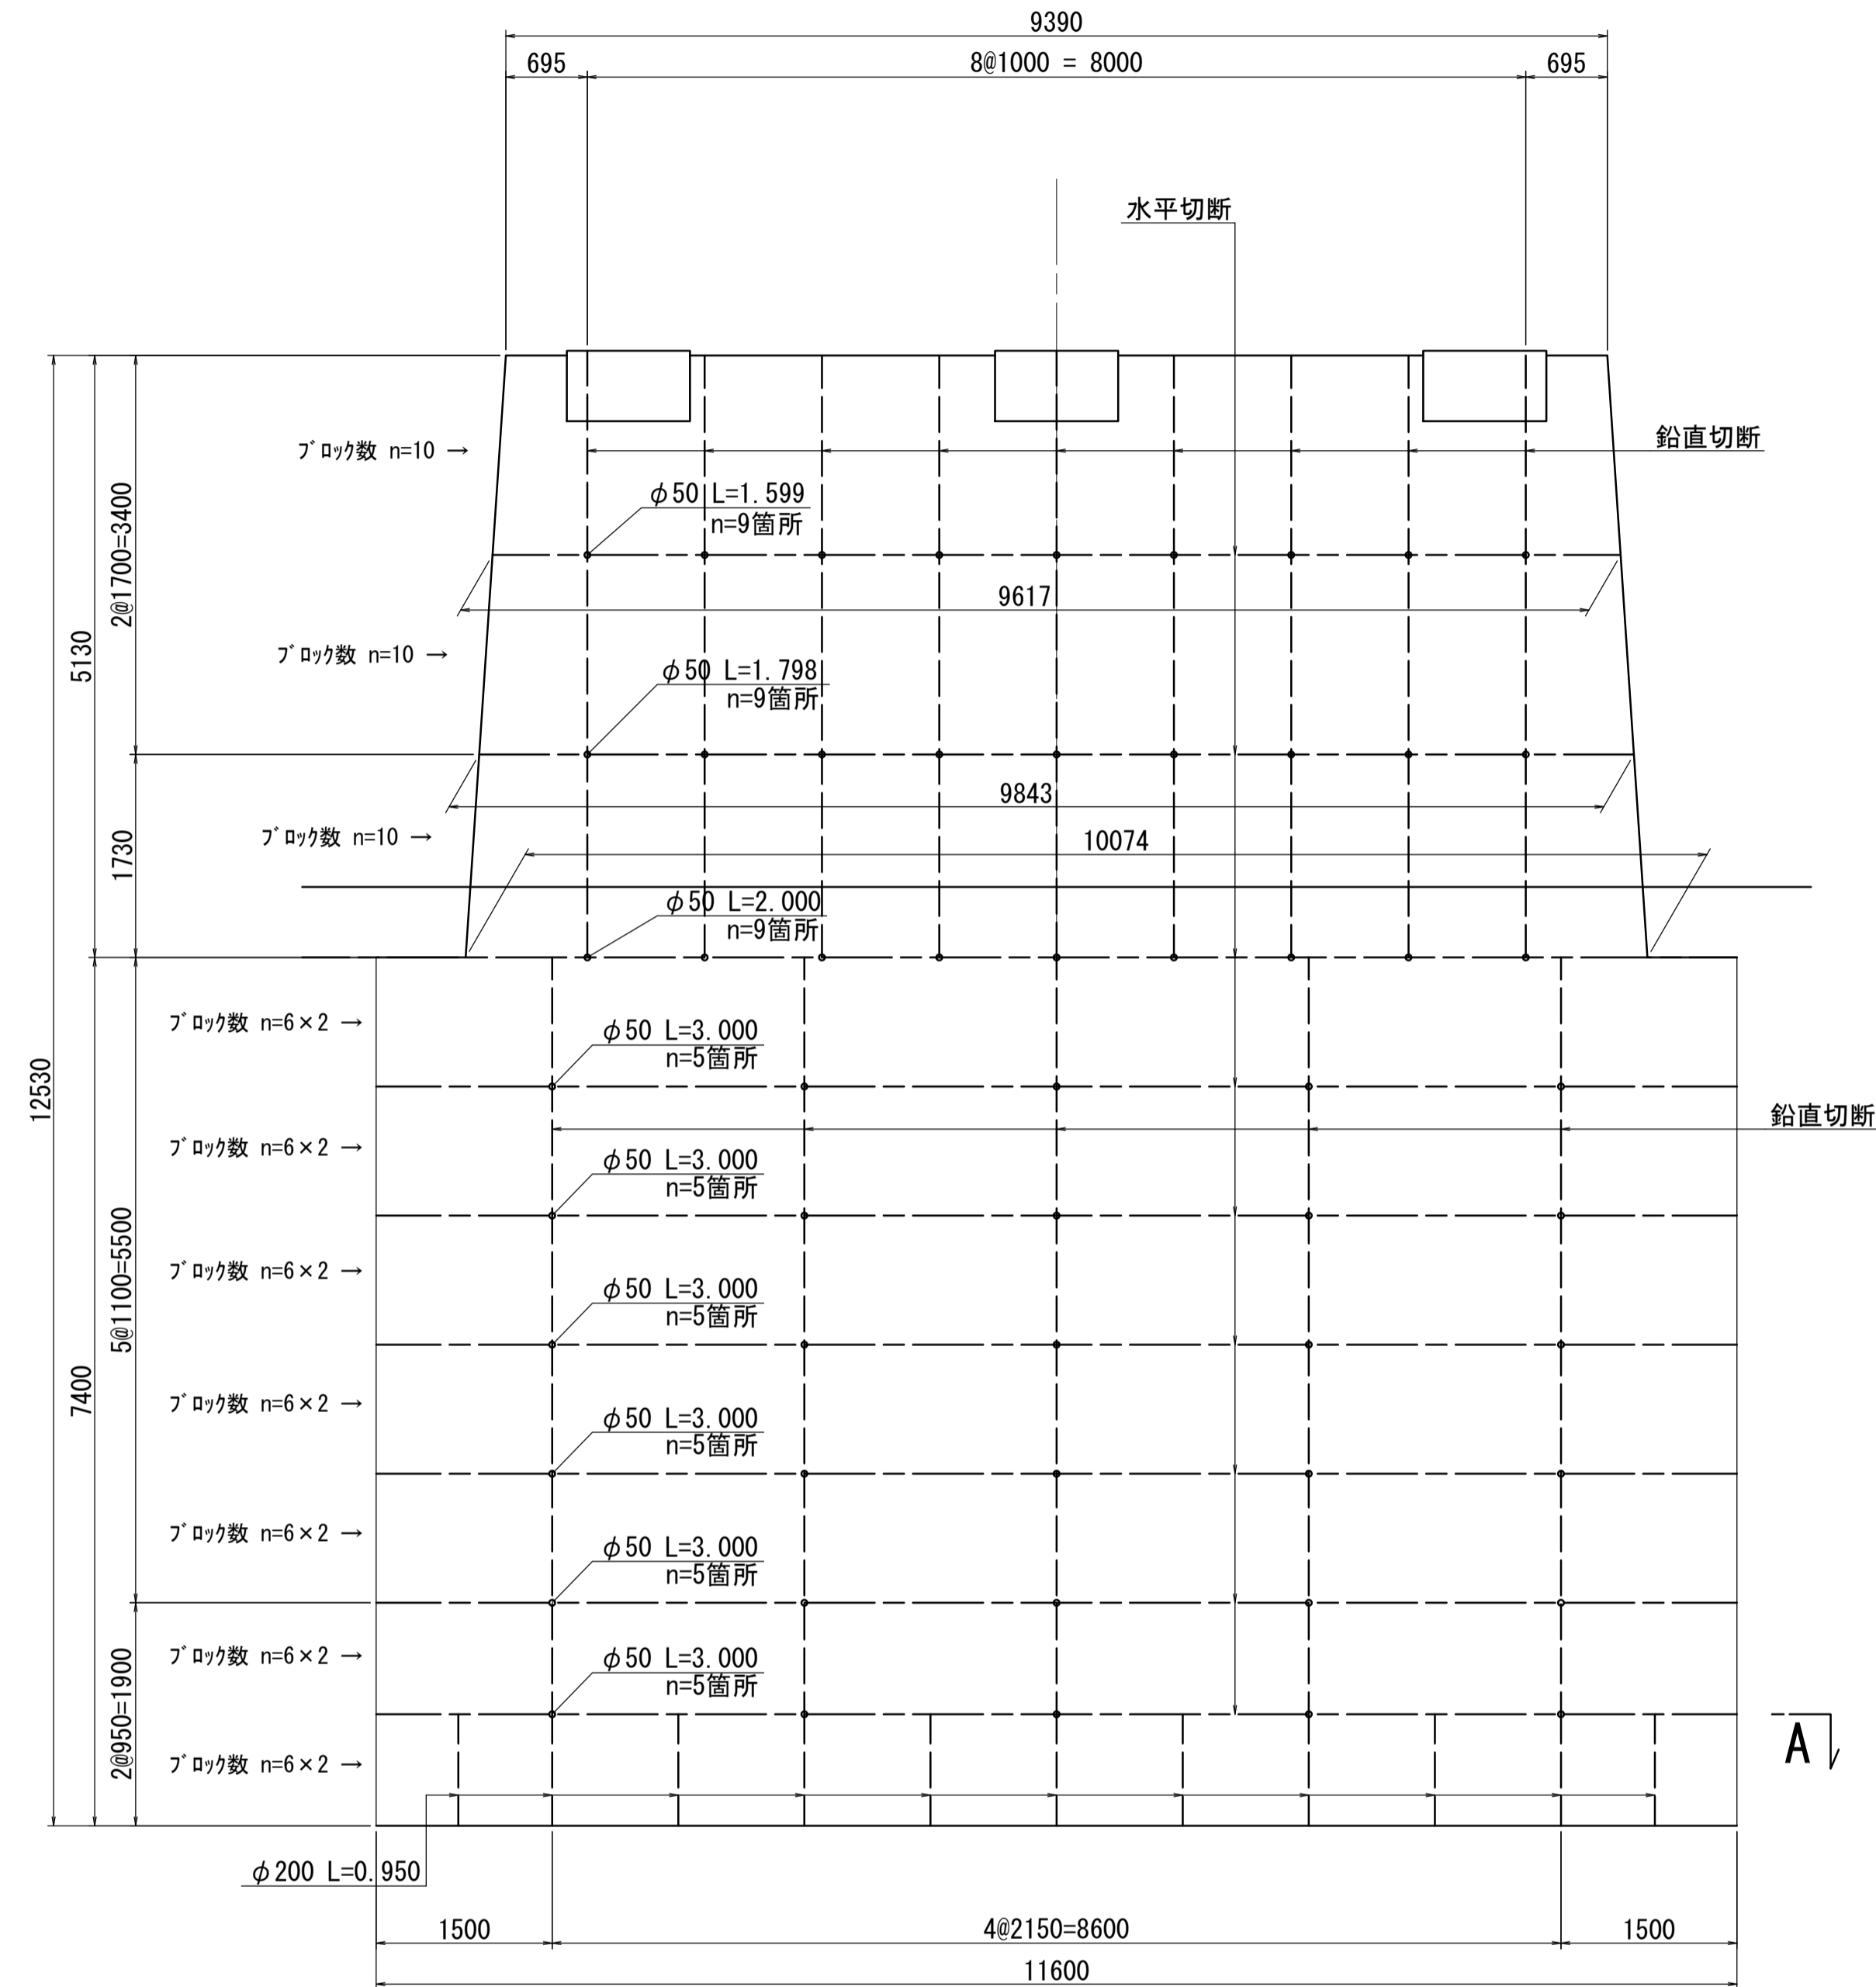 9390
695
8@1000 = 8000
695
水平切断
ブロック数 n=10 →
鉛直切断
φ50 L=1.599
n=9箇所
2@1700=3400
9617
5130
ブロック数 n=10 →
φ50 L=1.798
n=9箇所
9843
1730
ブロック数 n=10 →
10074
φ50 L=2.000
n=9箇所
ブロック数 n=6×2 →
φ50 L=3.000
n=5箇所
12530
鉛直切断
ブロック数 n=6×2 →
φ50 L=3.000
n=5箇所
5@1100=5500
ブロック数 n=6×2 →
φ50 L=3.000
n=5箇所
7400
ブロック数 n=6×2 →
φ50 L=3.000
n=5箇所
ブロック数 n=6×2 →
φ50 L=3.000
n=5箇所
2@950=1900
ブロック数 n=6×2 →
φ50 L=3.000
n=5箇所
A
ブロック数 n=6×2 →
φ200 L=0.950
1500
4@2150=8600
1500
11600